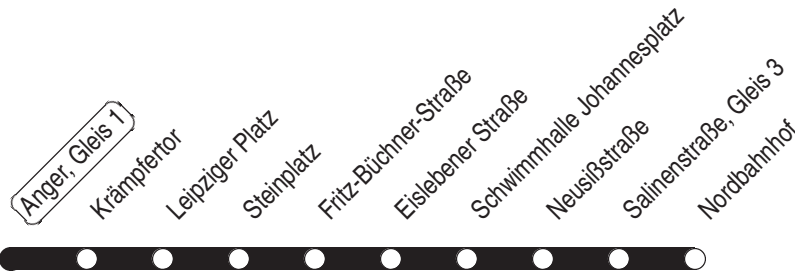 Anger, Gleis 1
Krämpfertor
Leipziger Platz
Steinplatz
Fritz-Büchner-Straße
Eislebener Straße
Schwimmhalle Johannesplatz
Neusißstraße
Salinenstraße, Gleis 3
Nordbahnhof